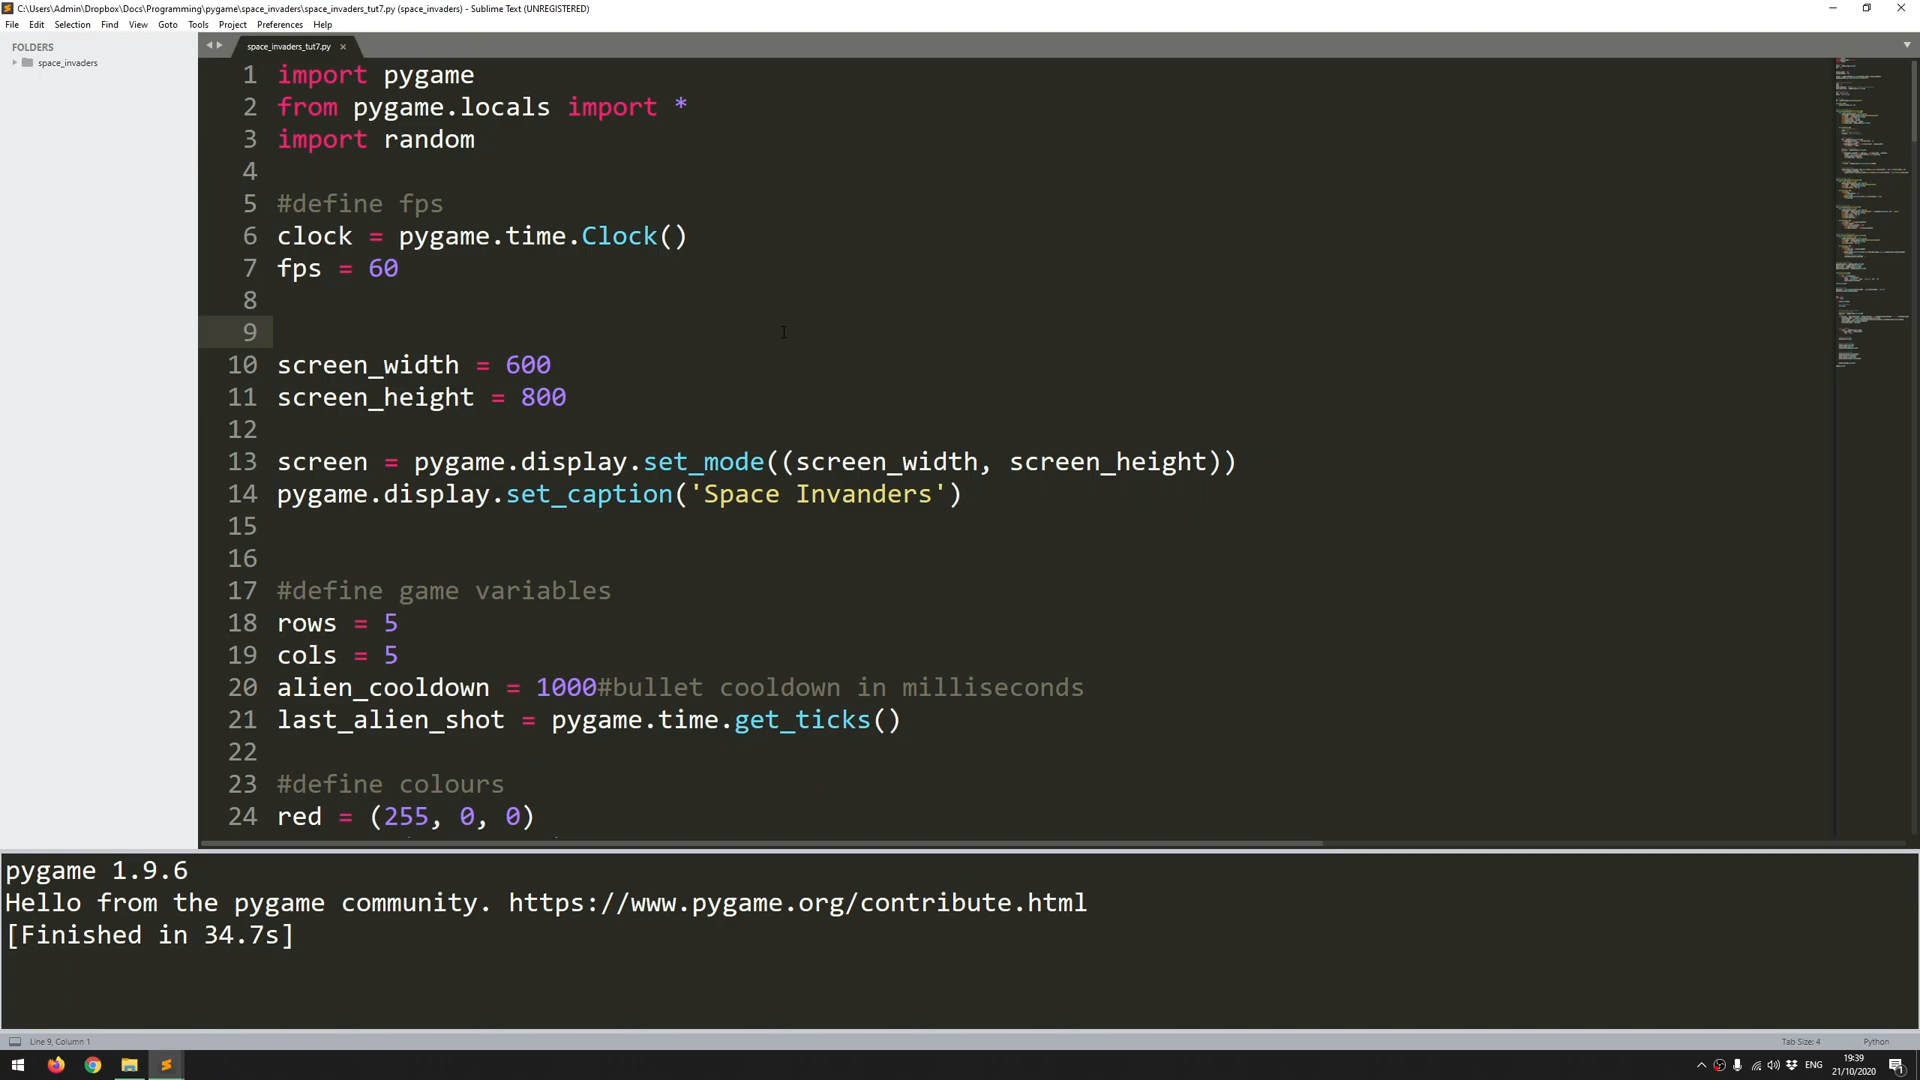 C:\Users\Admin\Dropbox\Docs\Programming\pygame\space_invaders\space_invaders_tut7.py (space_invaders) - Sublime Text (UNREGISTERED)
File Edit Selection Find View Goto Tools Project Preferences Help
FOLDERS
space_invaders
space_invaders_tut7.py
1 import pygame
2 from pygame.locals import *
3 import random
4
5 #define fps
6 clock = pygame.time.Clock()
7 fps = 60
8
9
10 screen_width = 600
11 screen_height = 800
12
13 screen = pygame.display.set_mode((screen_width, screen_height))
14 pygame.display.set_caption('Space Invanders')
15
16
17 #define game variables
18 rows = 5
19 cols = 5
20 alien_cooldown = 1000#bullet cooldown in milliseconds
21 last_alien_shot = pygame.time.get_ticks()
22
23 #define colours
24 red = (255, 0, 0)
pygame 1.9.6
Hello from the pygame community. https://www.pygame.org/contribute.html
[Finished in 34.7s]
Line 9, Column 1
Tab Size: 4
Python
ENG
19:39
21/10/2020